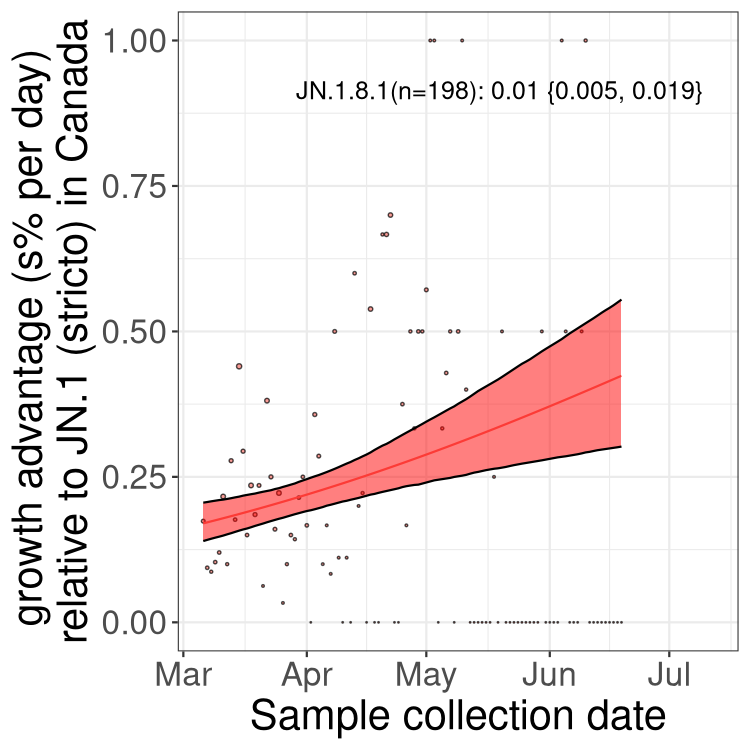 growth advantage (s% per day)
relative to JN.1 (stricto) in Canada
1.00
0.75
0.50
0.25
0.00
JN.1.8.1(n=198): 0.01 {0.005, 0.019}
Mar Apr May Jun Jul
Sample collection date